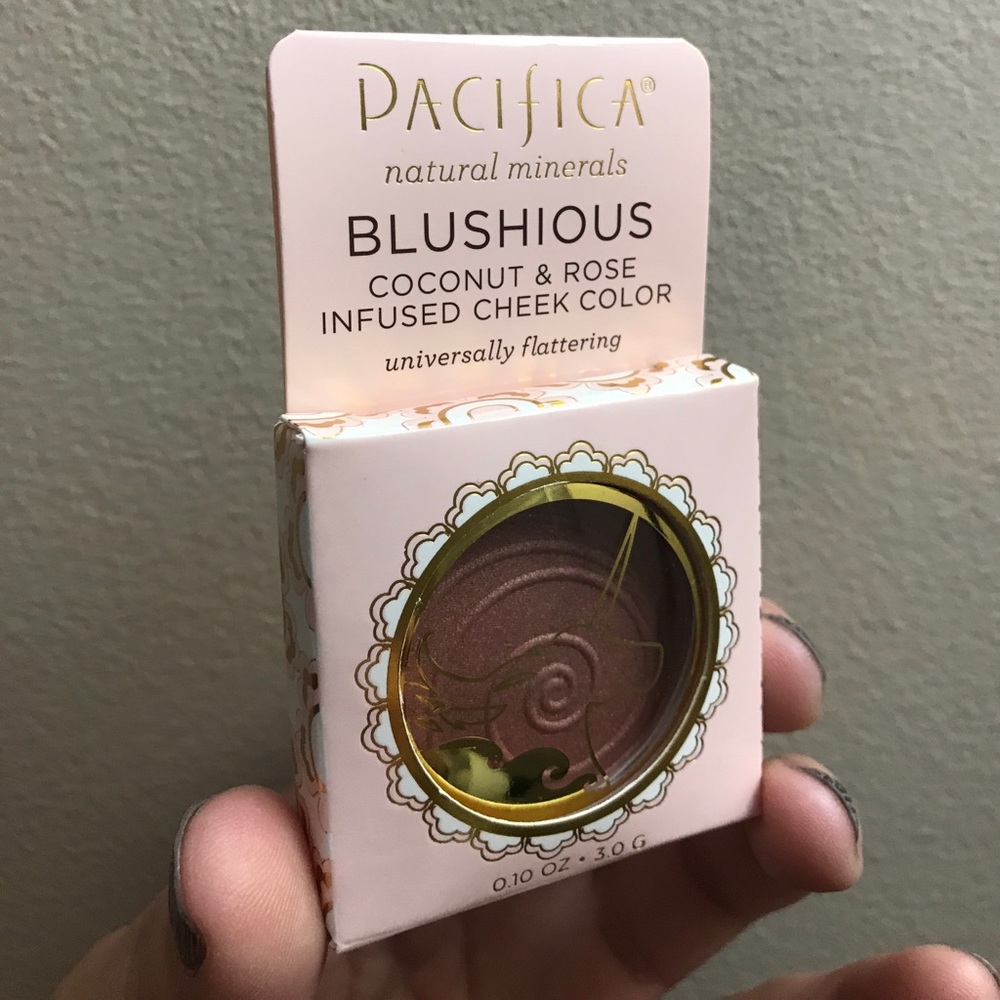 PACIFICA®
natural minerals
BLUSHIOUS
COCONUT & ROSE
INFUSED CHEEK COLOR
universally flattering
0.10 OZ • 3.0 G